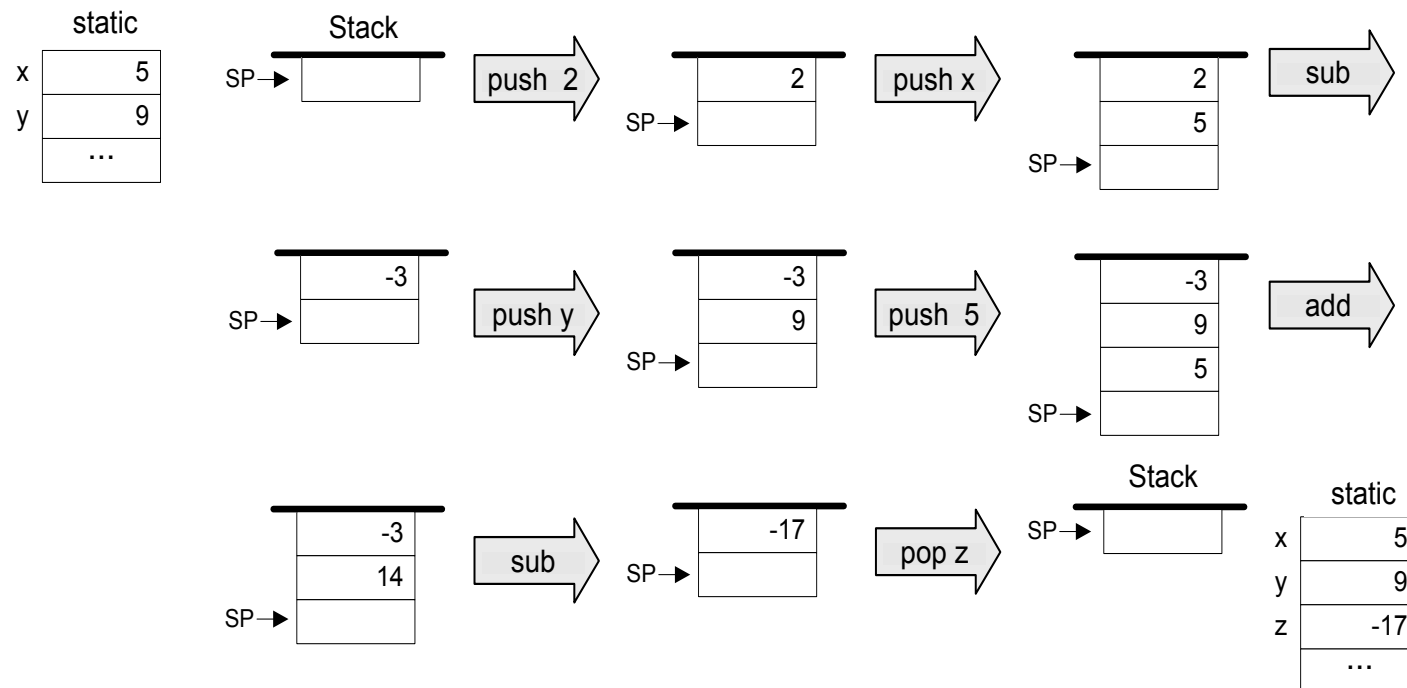 static
x 5
y 9
...
Stack
SP
push 2
2
SP
push x
2
5
SP
sub
-3
SP
push y
-3
9
SP
push 5
-3
9
5
SP
add
-3
14
SP
sub
-17
SP
pop z
Stack
SP
static
x 5
y 9
z -17
...